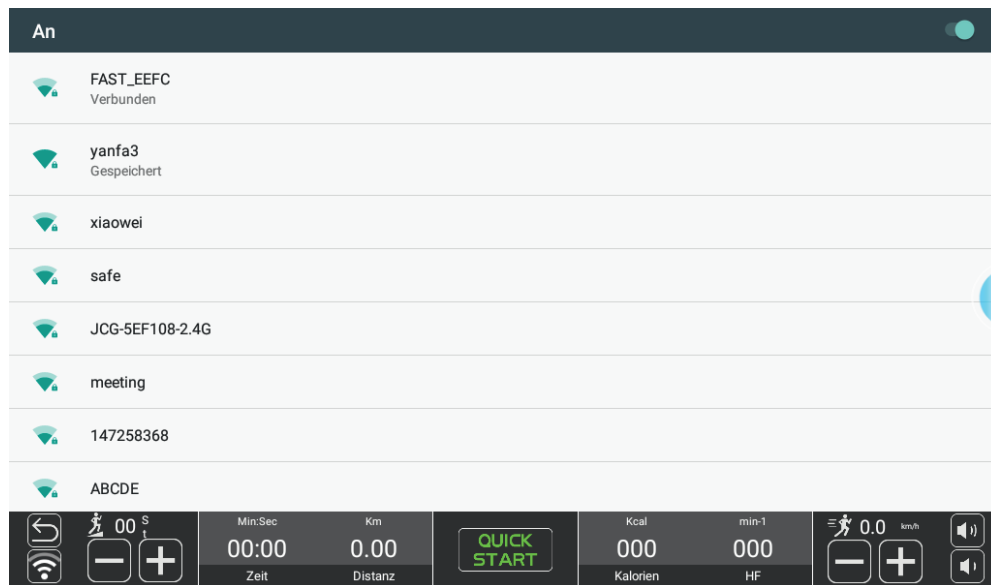 An
FAST_EEFC
Verbunden
yanfa3
Gespeichert
xiaowei
safe
JCG-5EF108-2.4G
meeting
147258368
ABCDE
00 S
t
Min:Sec
00:00
Zeit
Km
0.00
Distanz
QUICK
START
Kcal
000
Kalorien
min-1
000
HF
0.0 km/h